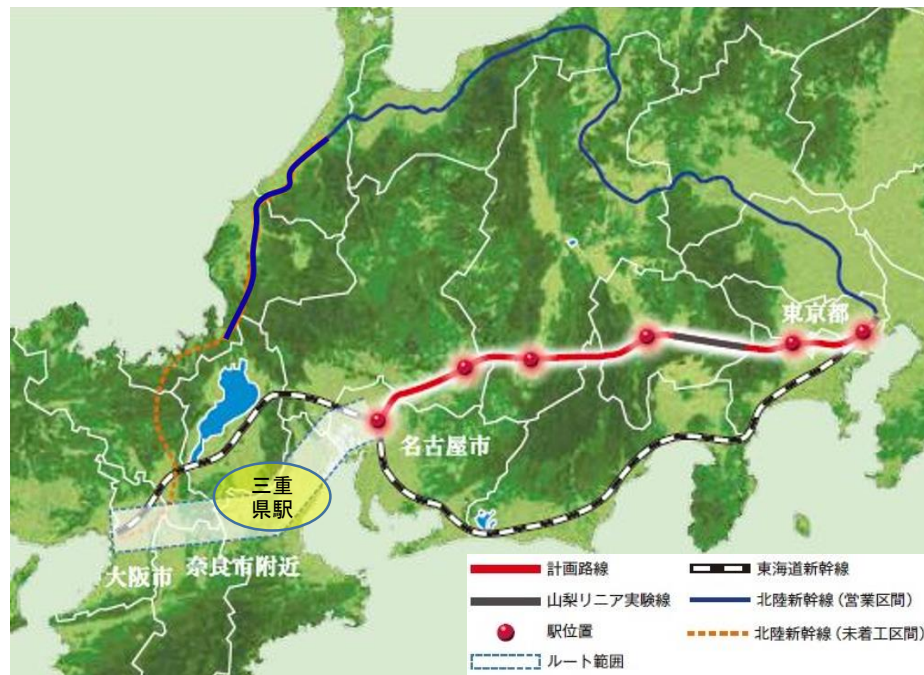 東京都
名古屋市
三重
県駅
大阪市
奈良市附近
計画路線
東海道新幹線
山梨リニア実験線
北陸新幹線（営業区間）
駅位置
北陸新幹線（未着工区間）
ルート範囲